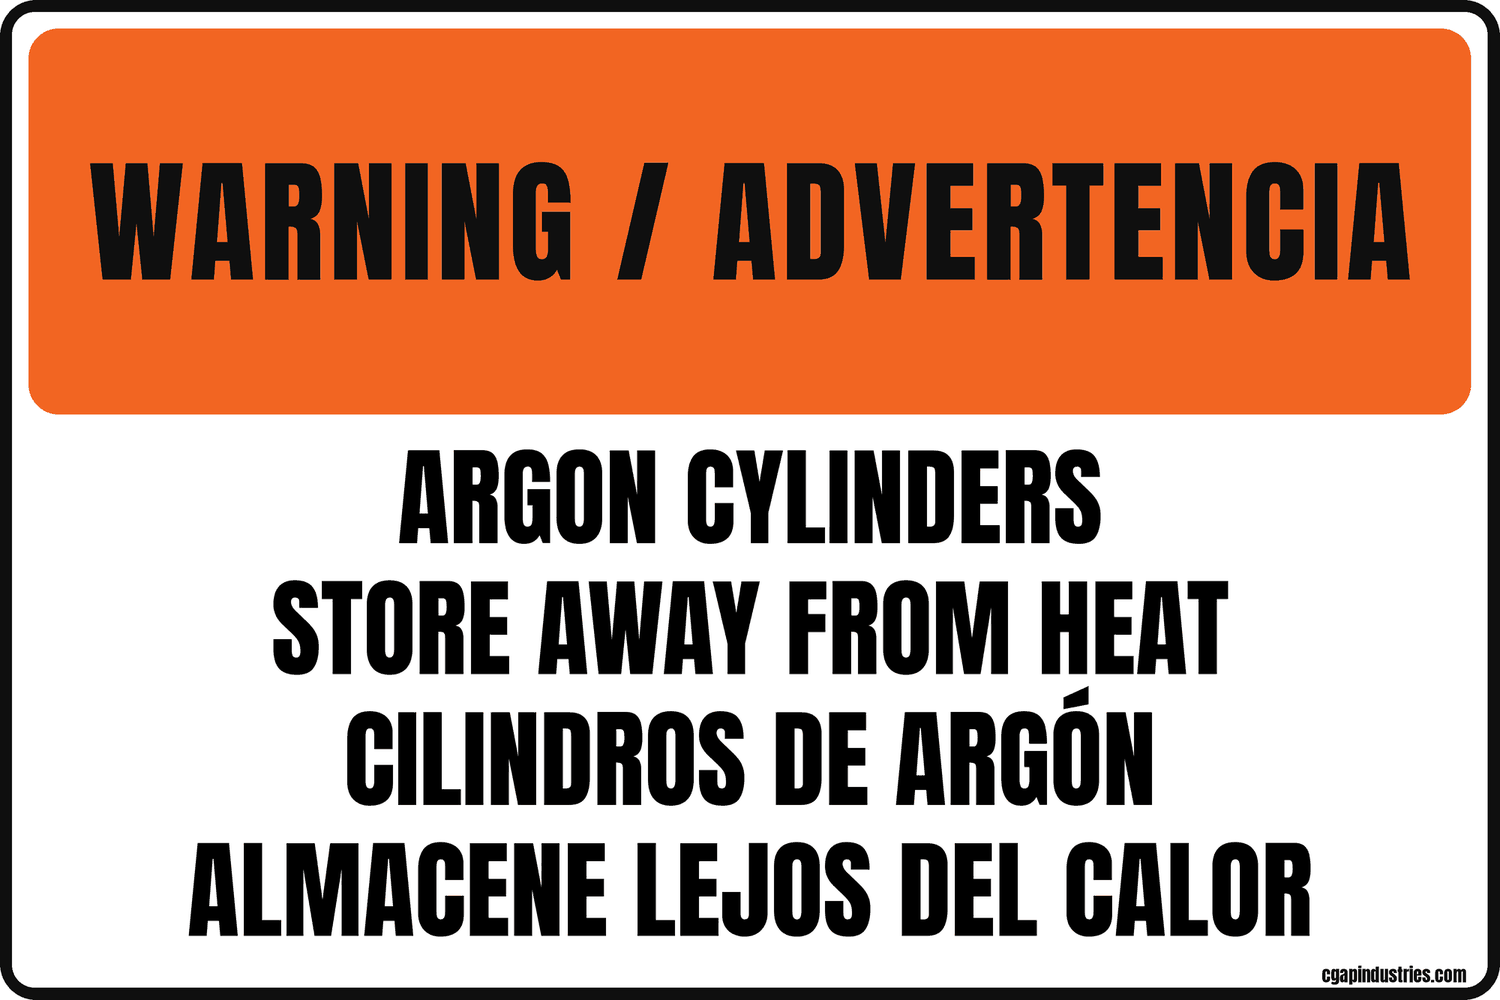 WARNING / ADVERTENCIA
ARGON CYLINDERS
STORE AWAY FROM HEAT
CILINDROS DE ARGÓN
ALMACENE LEJOS DEL CALOR
cgapindustries.com